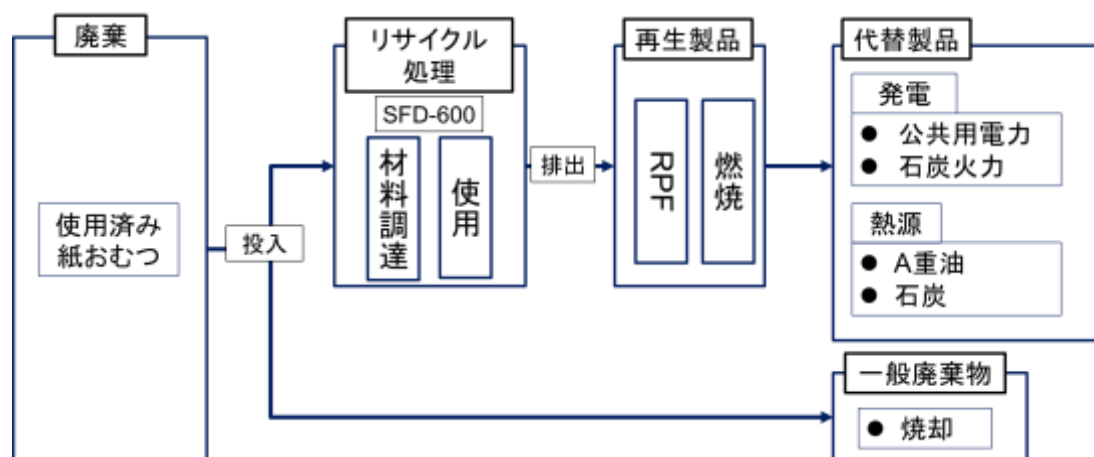 廃棄
使用済み
紙おむつ
投入
リサイクル
処理
SFD-600
材料調達
使用
排出
再生製品
RPF
燃焼
代替製品
発電
● 公共用電力
● 石炭火力
熱源
● A重油
● 石炭
一般廃棄物
● 焼却